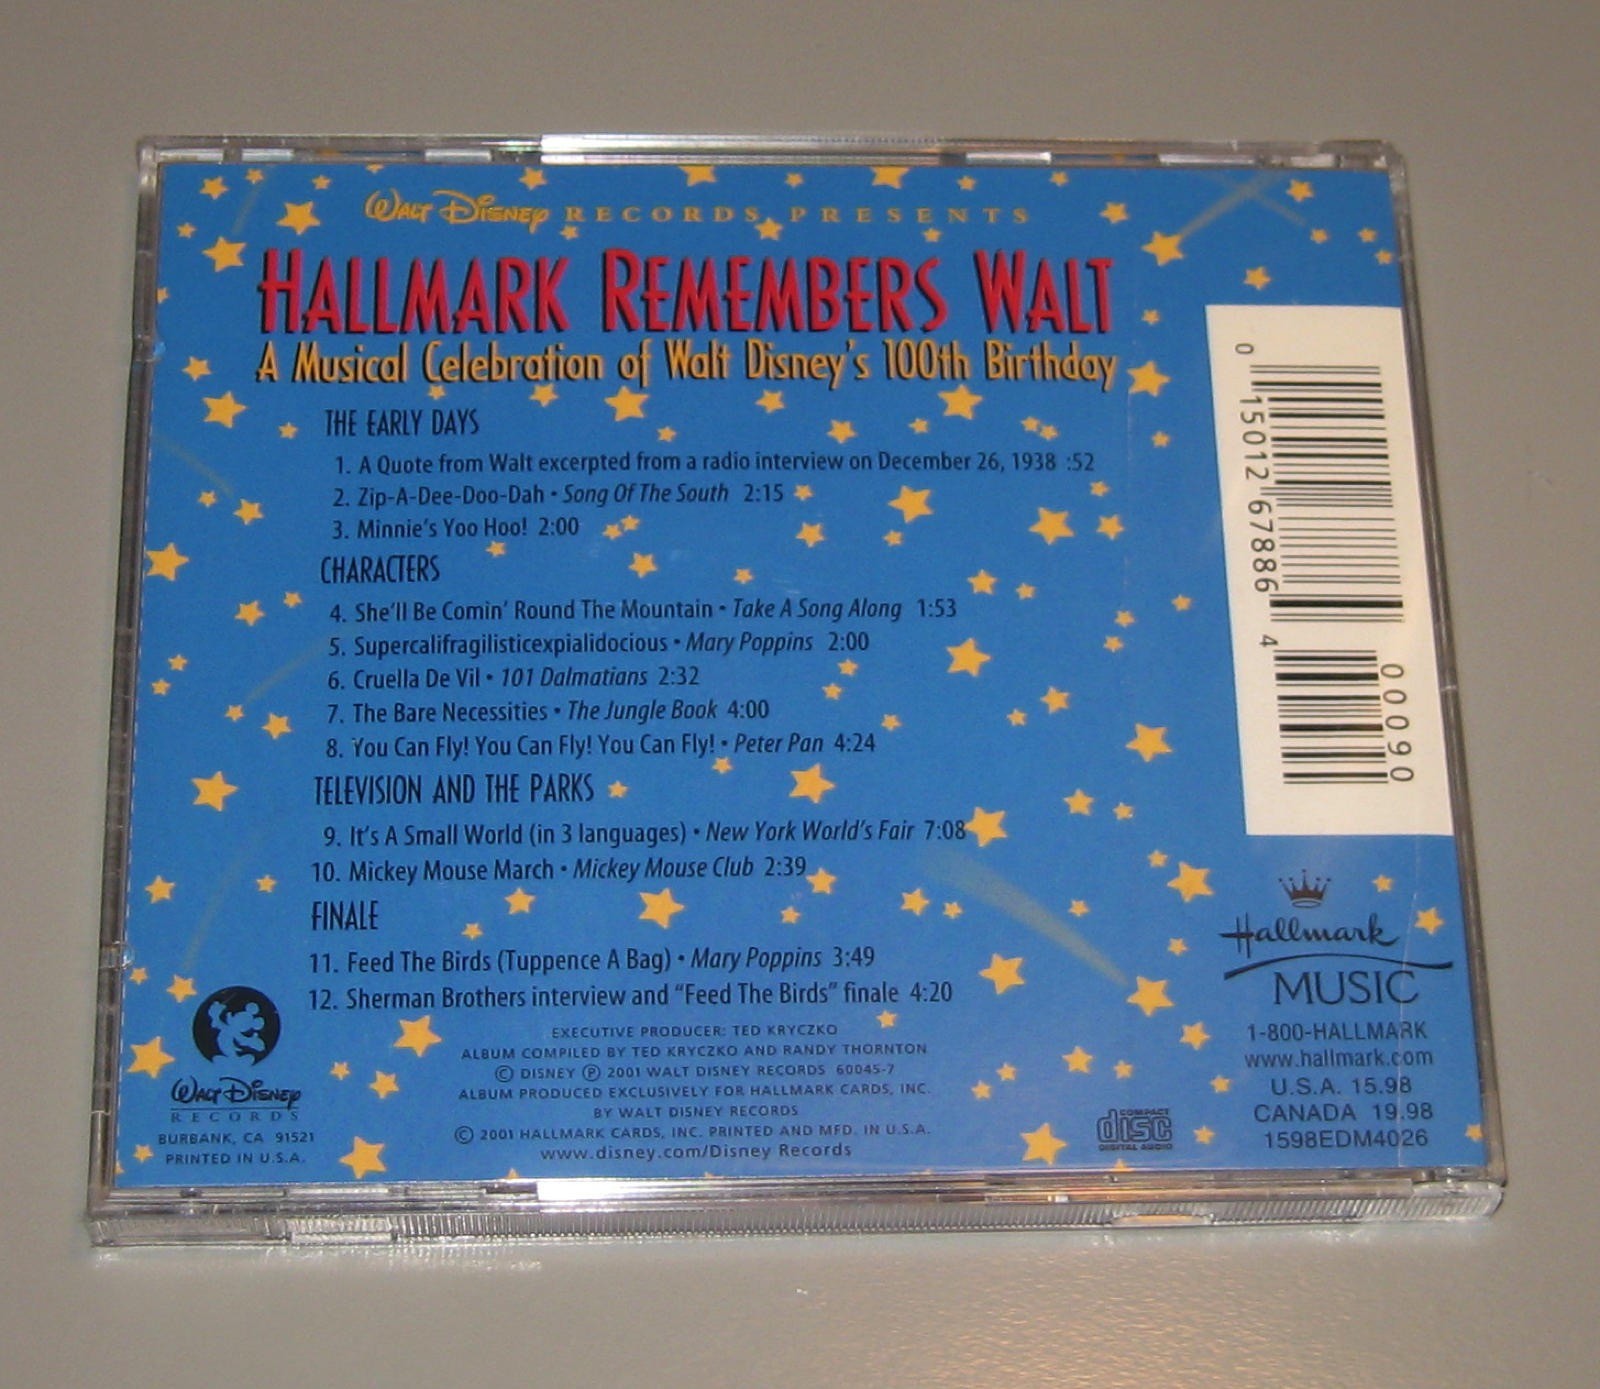 WALT DISNEY RECORDS PRESENTS
HALLMARK REMEMBERS WALT
A Musical Celebration of Walt Disney's 100th Birthday
THE EARLY DAYS
1. A Quote from Walt excerpted from a radio interview on December 26, 1938 :52
2. Zip-A-Dee-Doo-Dah • Song Of The South 2:15
3. Minnie's Yoo Hoo! 2:00
CHARACTERS
4. She'll Be Comin' Round The Mountain • Take A Song Along 1:53
5. Supercalifragilisticexpialidocious • Mary Poppins 2:00
6. Cruella De Vil • 101 Dalmatians 2:32
7. The Bare Necessities • The Jungle Book 4:00
8. You Can Fly! You Can Fly! You Can Fly! • Peter Pan 4:24
TELEVISION AND THE PARKS
9. It's A Small World (in 3 languages) • New York World's Fair 7:08
10. Mickey Mouse March • Mickey Mouse Club 2:39
FINALE
11. Feed The Birds (Tuppence A Bag) • Mary Poppins 3:49
12. Sherman Brothers interview and "Feed The Birds" finale 4:20
EXECUTIVE PRODUCER: TED KRYCZKO
ALBUM COMPILED BY TED KRYCZKO AND RANDY THORNTON
© DISNEY ℗ 2001 WALT DISNEY RECORDS 60045-7
ALBUM PRODUCED EXCLUSIVELY FOR HALLMARK CARDS, INC.
BY WALT DISNEY RECORDS
© 2001 HALLMARK CARDS, INC. PRINTED AND MFD. IN U.S.A.
www.disney.com/Disney Records
WALT DISNEY
RECORDS
BURBANK, CA 91521
PRINTED IN U.S.A.
COMPACT
disc
DIGITAL AUDIO
0 15012 67886 4
00090
Hallmark
MUSIC
1-800-HALLMARK
www.hallmark.com
U.S.A. 15.98
CANADA 19.98
1598EDM4026